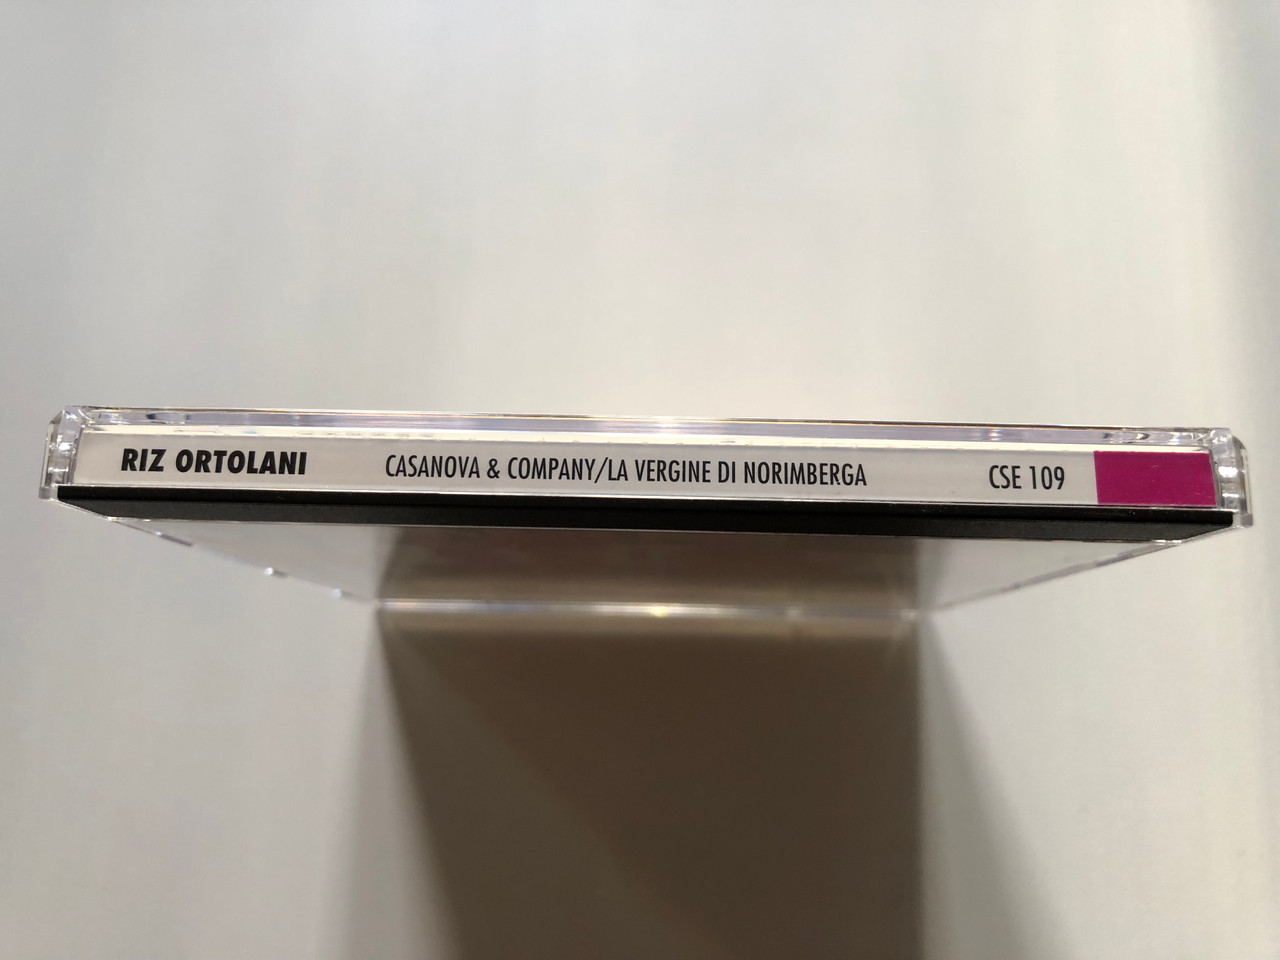 RIZ ORTOLANI CASANOVA & COMPANY/LA VERGINE DI NORIMBERGA CSE 109